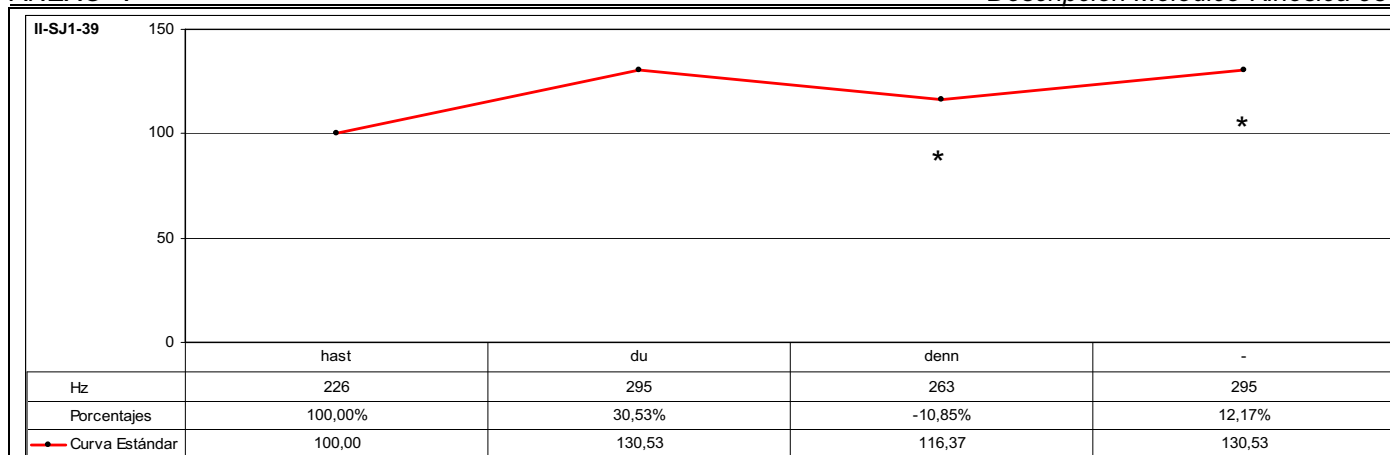 II-SJ1-39
150
100
*
*
50
0
hast du denn -
Hz 226 295 263 295
Porcentajes 100,00% 30,53% -10,85% 12,17%
Curva Estándar 100,00 130,53 116,37 130,53